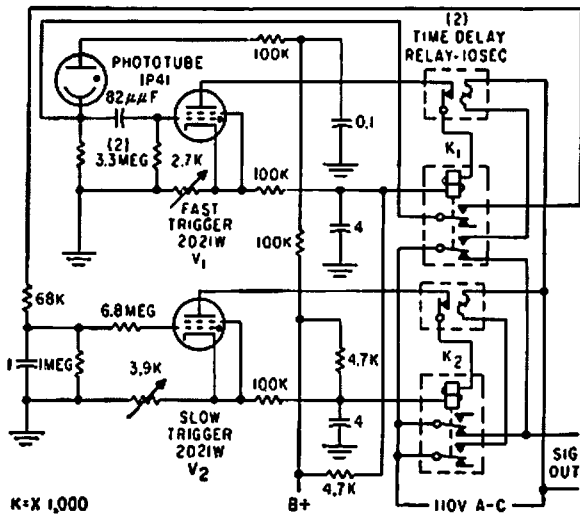 (2)
TIME DELAY
RELAY-10SEC
100K
PHOTOTUBE
1P41
82μμF
(2)
3.3MEG
2.7K
0.1
K1
100K
FAST
TRIGGER
2021W
V1
4
100K
68K
6.8MEG
1
1MEG
3.9K
4.7K
K2
100K
SLOW
TRIGGER
2021W
V2
4
4.7K
SIG
OUT
K=X 1,000
B+
110V A-C